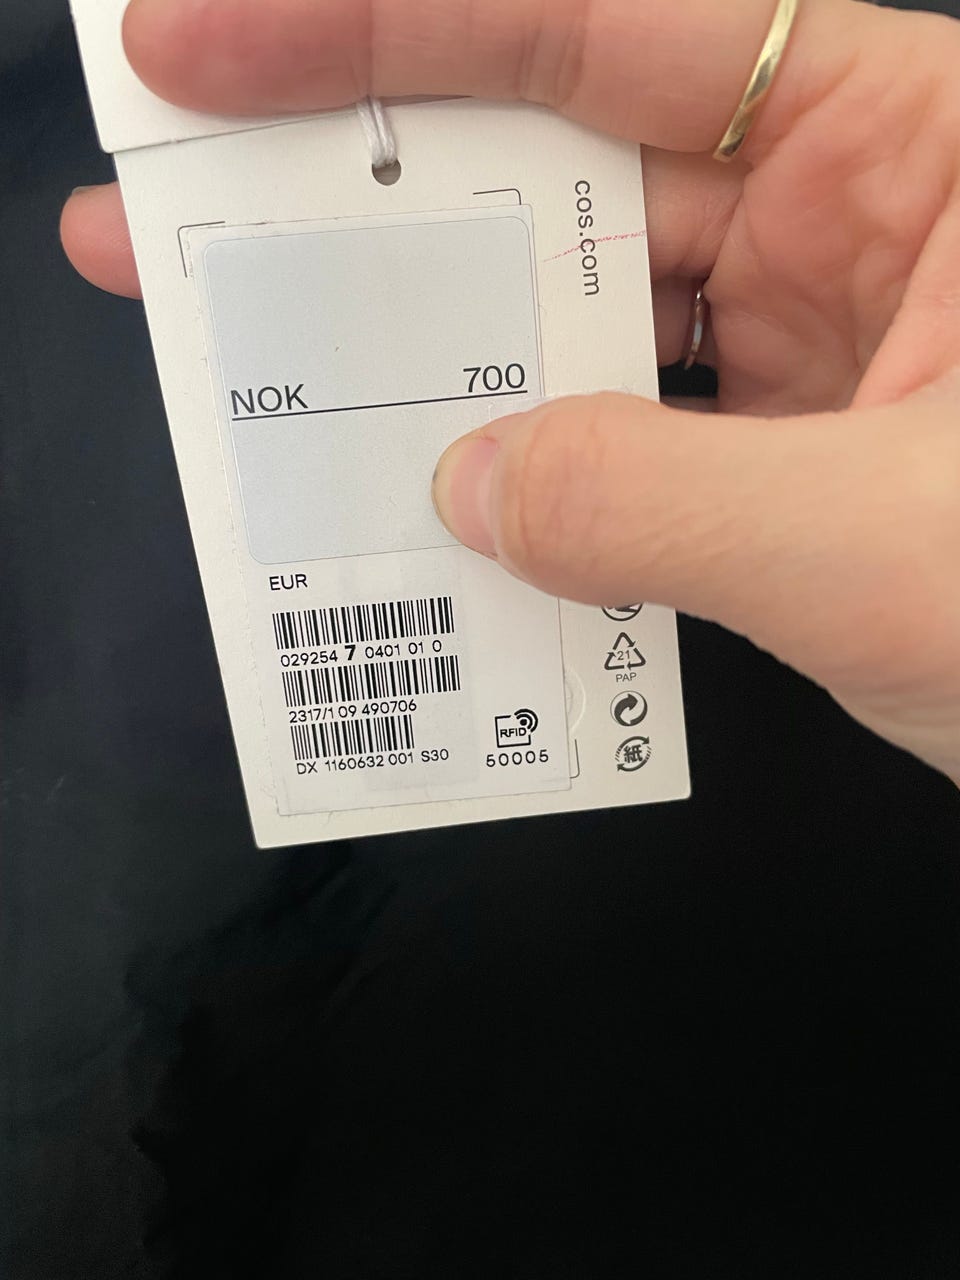 cos.com
NOK 700
EUR
029254 7 0401 01 0
2317/1 09 490706
DX 1160632 001 S30
RFID
50005
21
PAP
紙